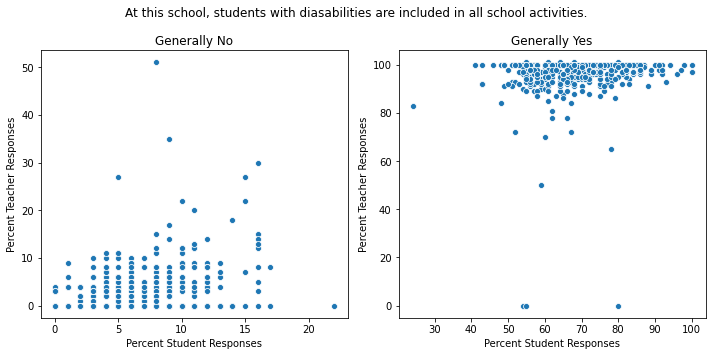 At this school, students with diasabilities are included in all school activities.
Generally No
Generally Yes
50
40
30
20
10
0
Percent Teacher Responses
0 5 10 15 20
Percent Student Responses
100
80
60
40
20
0
Percent Teacher Responses
30 40 50 60 70 80 90 100
Percent Student Responses